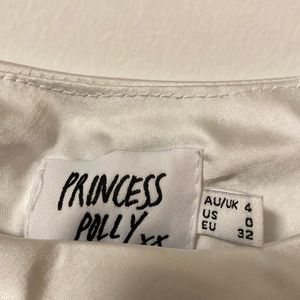 PRINCESS
POLLY xx
AU/UK 4
US 0
EU 32